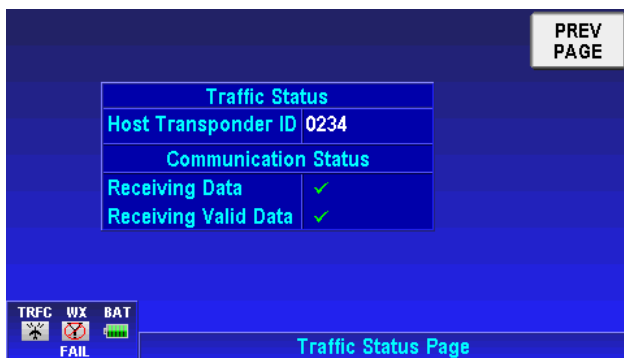 PREV
PAGE
Traffic Status
Host Transponder ID 0234
Communication Status
Receiving Data ✓
Receiving Valid Data ✓
TRFC WX BAT
FAIL
Traffic Status Page